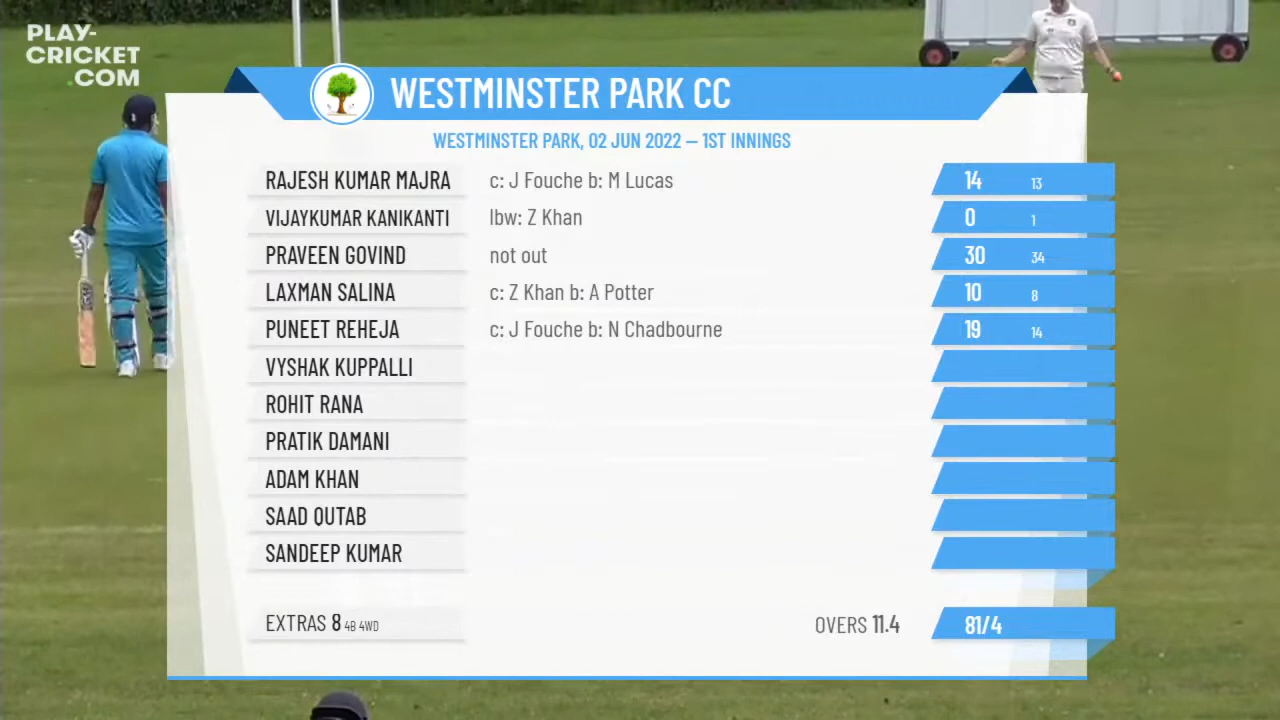 PLAY-
CRICKET
.COM
WESTMINSTER PARK CC
WESTMINSTER PARK, 02 JUN 2022 – 1ST INNINGS
RAJESH KUMAR MAJRA c: J Fouche b: M Lucas 14 13
VIJAYKUMAR KANIKANTI lbw: Z Khan 0 1
PRAVEEN GOVIND not out 30 34
LAXMAN SALINA c: Z Khan b: A Potter 10 8
PUNEET REHEJA c: J Fouche b: N Chadbourne 19 14
VYSHAK KUPPALLI
ROHIT RANA
PRATIK DAMANI
ADAM KHAN
SAAD QUTAB
SANDEEP KUMAR
EXTRAS 8 4B 4WD OVERS 11.4 81/4